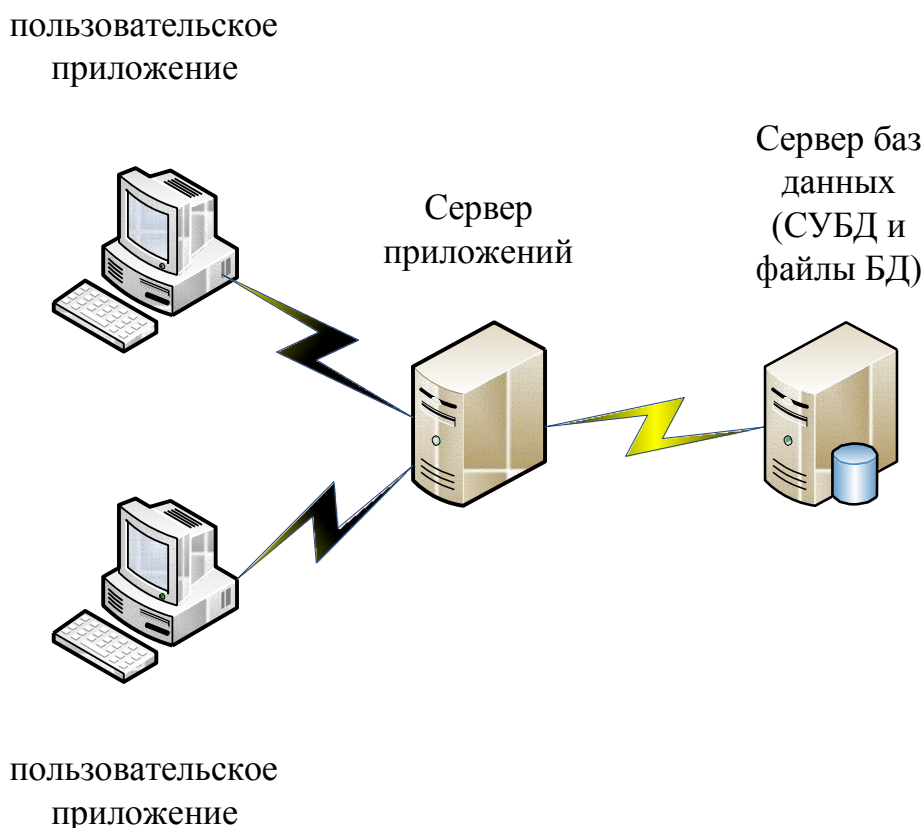 пользовательское
приложение
Сервер баз
данных
(СУБД и
файлы БД)
Сервер
приложений
пользовательское
приложение